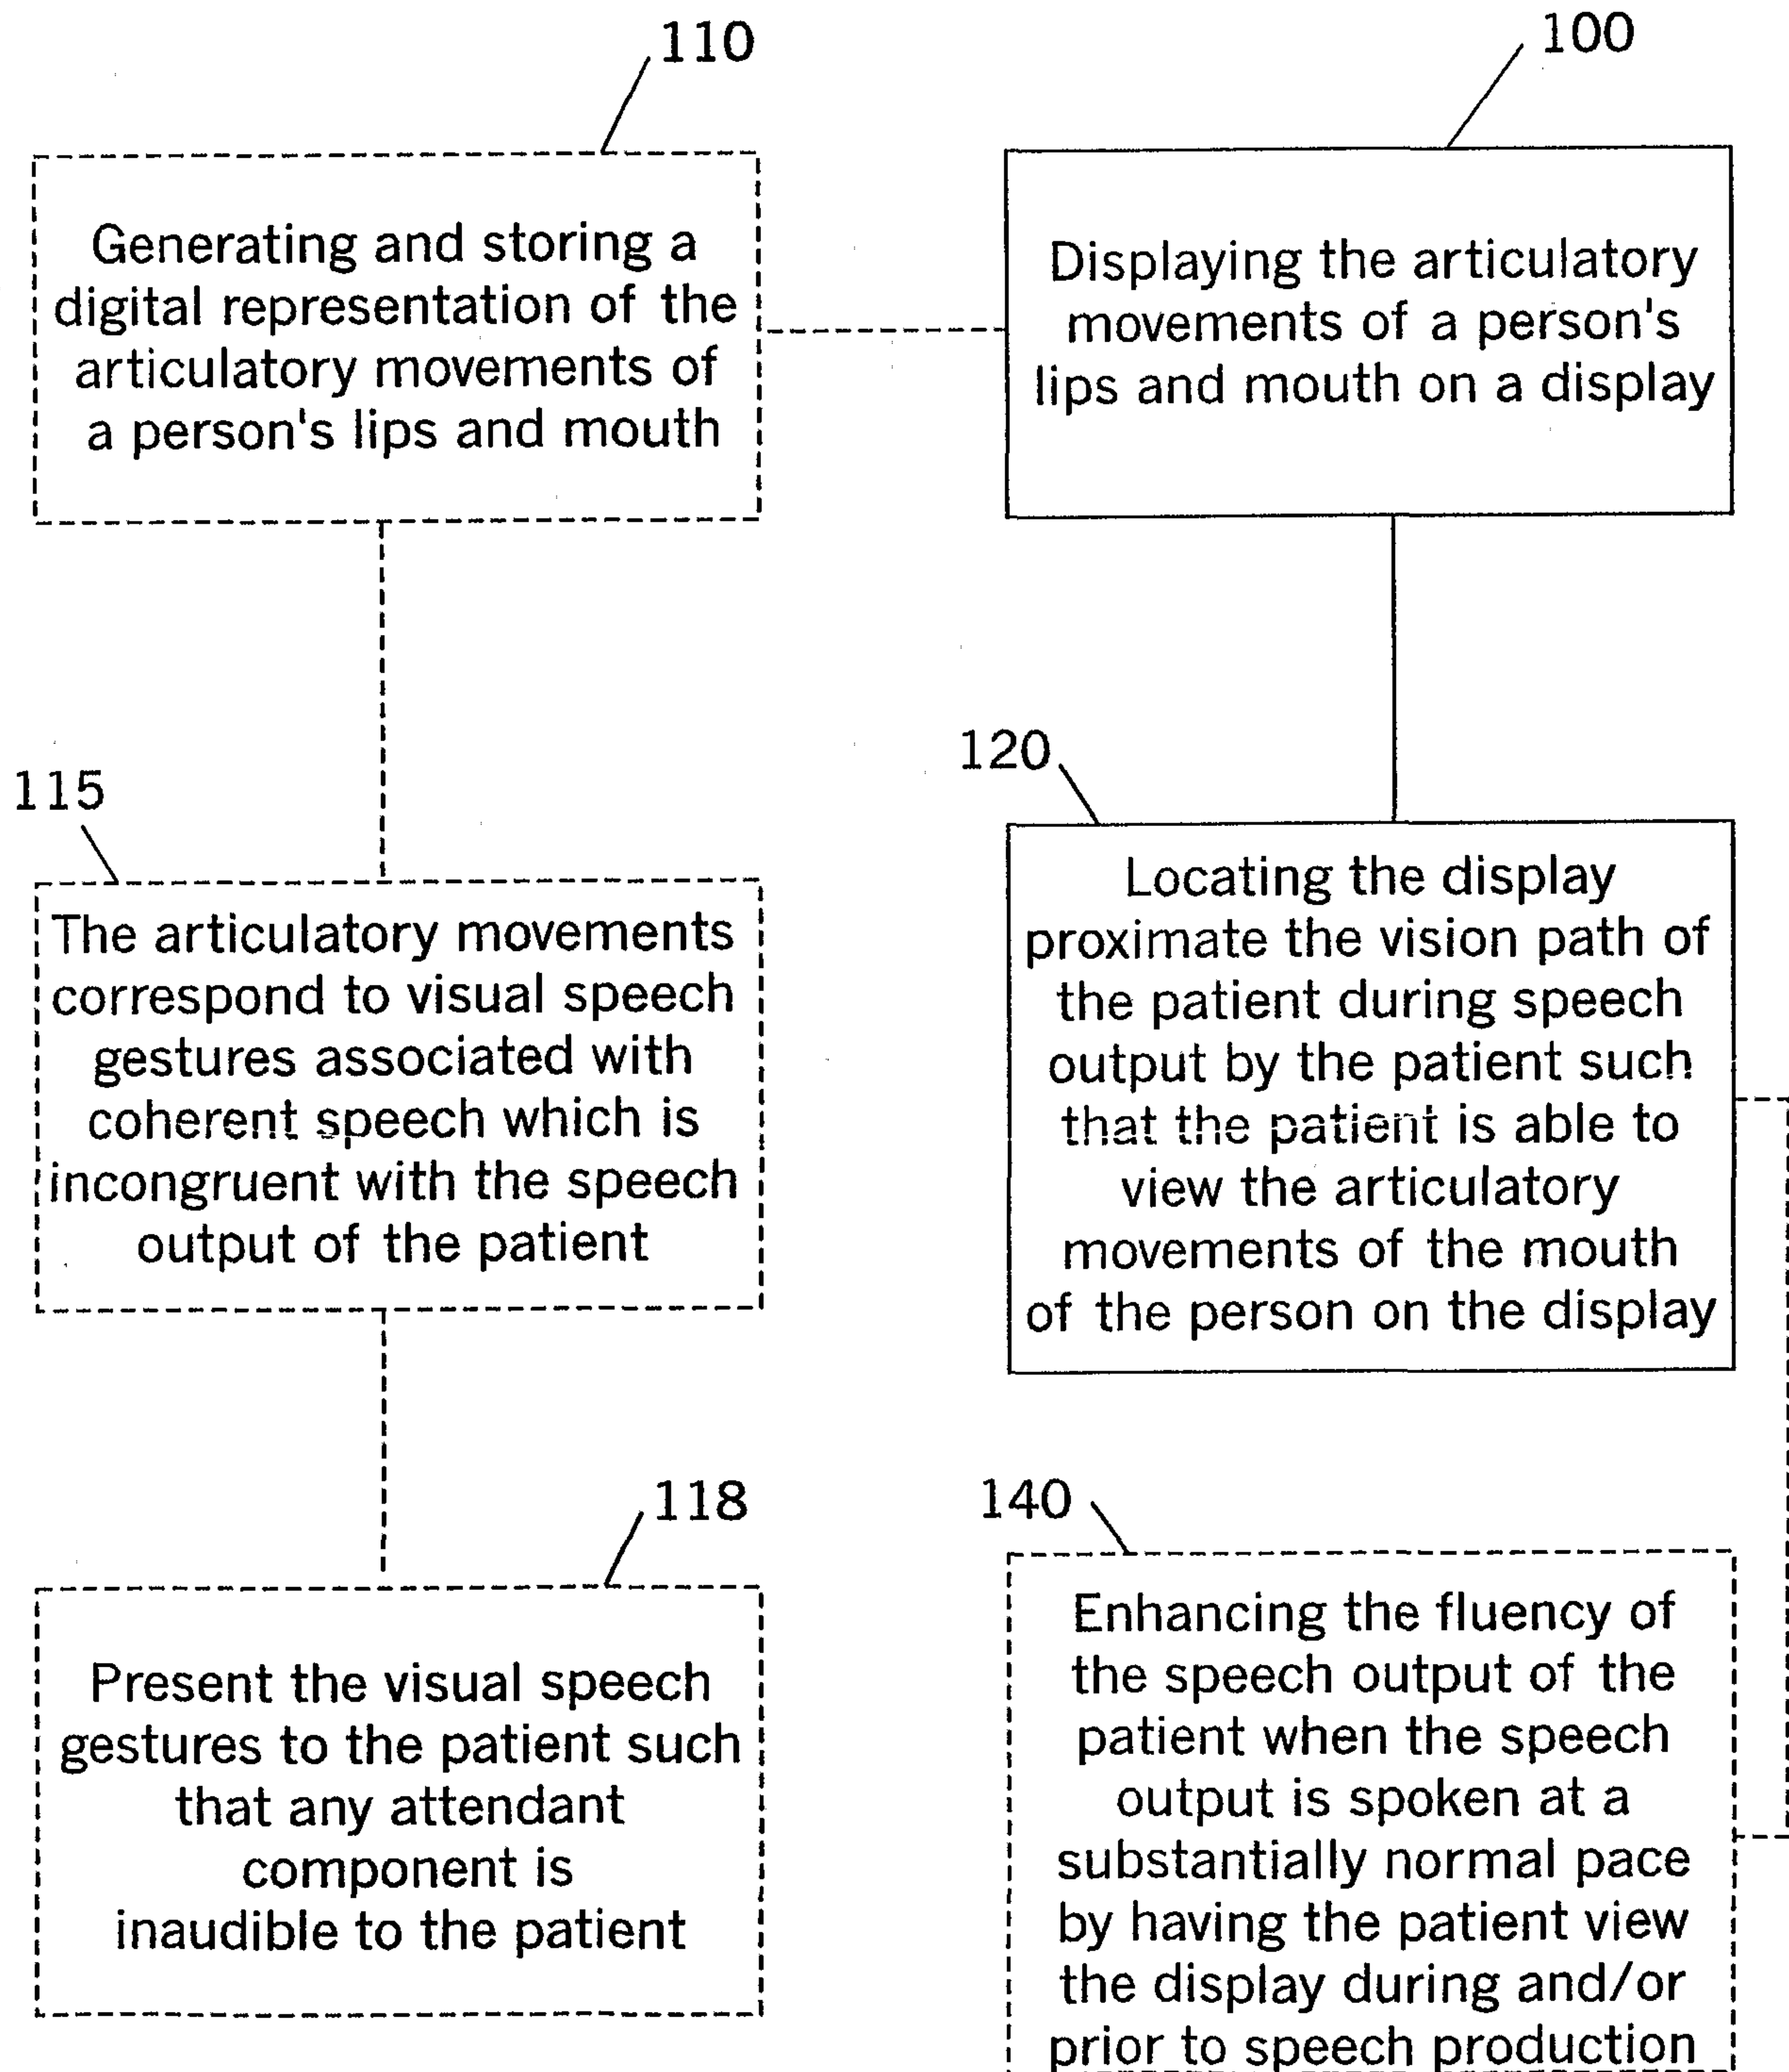 110
Generating and storing a
digital representation of the
articulatory movements of
a person's lips and mouth
100
Displaying the articulatory
movements of a person's
lips and mouth on a display
115
The articulatory movements
correspond to visual speech
gestures associated with
coherent speech which is
incongruent with the speech
output of the patient
120
Locating the display
proximate the vision path of
the patient during speech
output by the patient such
that the patient is able to
view the articulatory
movements of the mouth
of the person on the display
118
Present the visual speech
gestures to the patient such
that any attendant
component is
inaudible to the patient
140
Enhancing the fluency of
the speech output of the
patient when the speech
output is spoken at a
substantially normal pace
by having the patient view
the display during and/or
prior to speech production